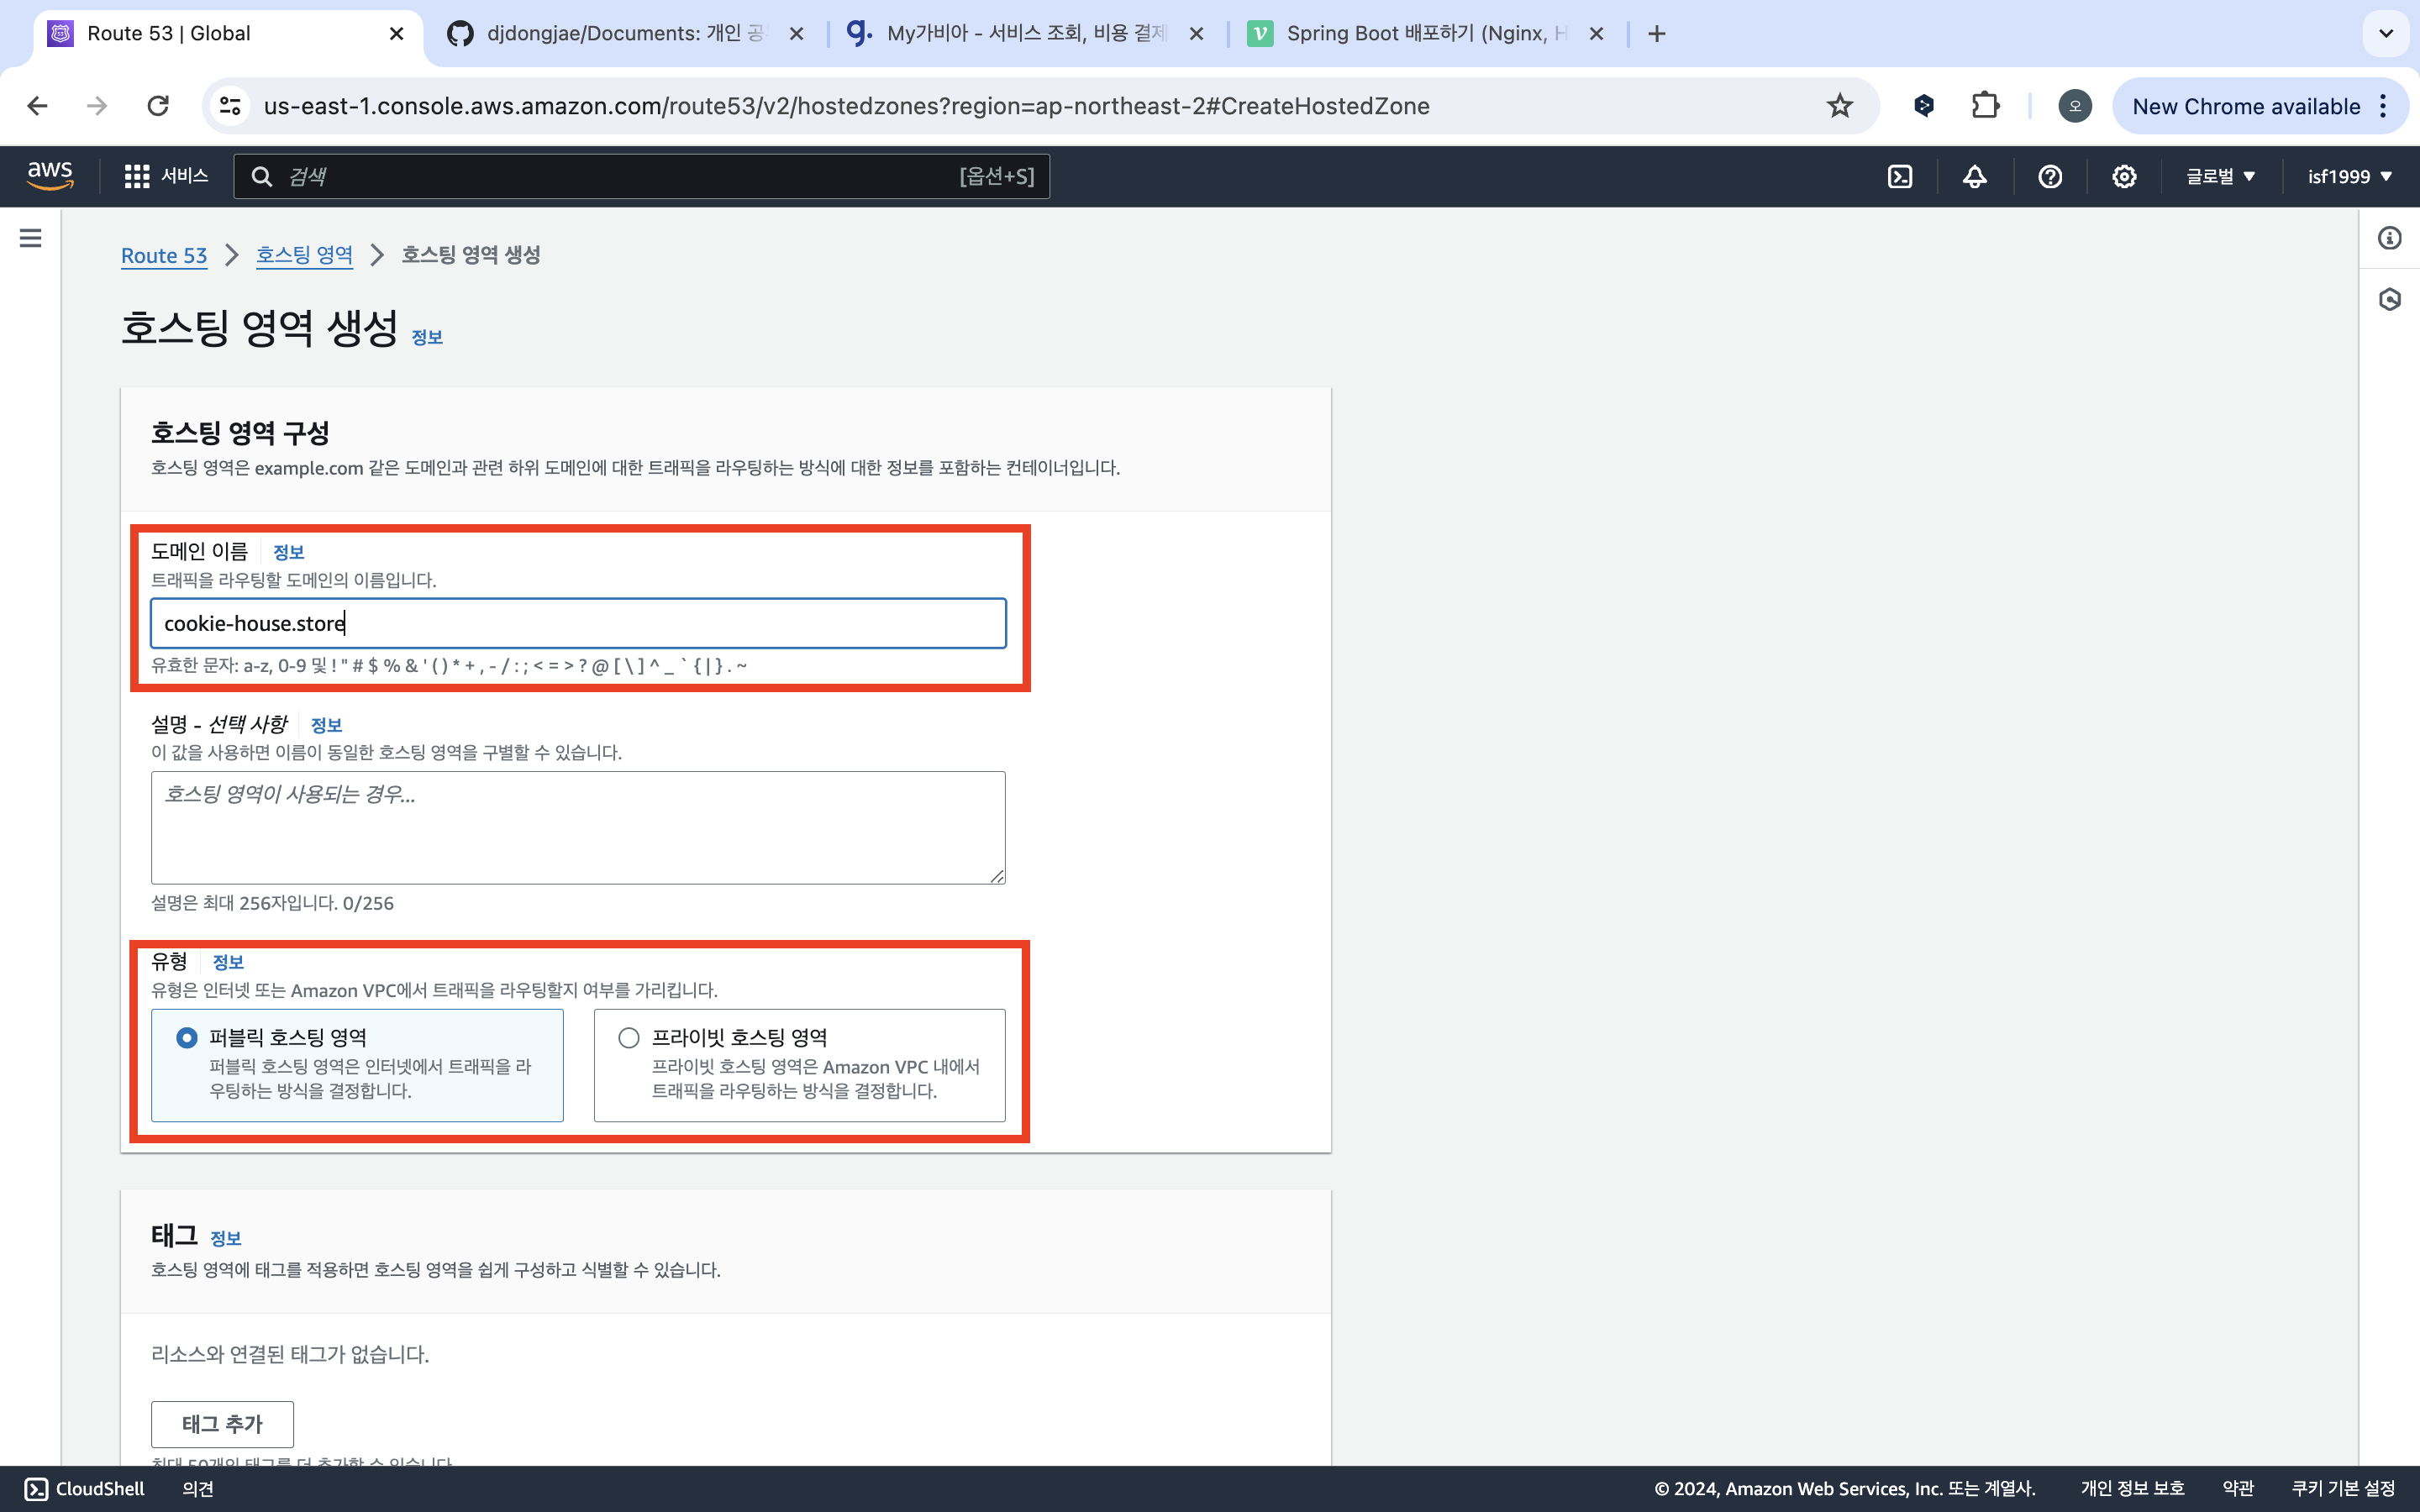 Route 53 | Global
djdongjae/Documents: 개인 공
My가비아 - 서비스 조회, 비용 결제
Spring Boot 배포하기 (Nginx, H
us-east-1.console.aws.amazon.com/route53/v2/hostedzones?region=ap-northeast-2#CreateHostedZone
오
New Chrome available
aws
서비스
검색
[옵션+S]
글로벌
isf1999
Route 53
호스팅 영역
호스팅 영역 생성
호스팅 영역 생성 정보
호스팅 영역 구성
호스팅 영역은 example.com 같은 도메인과 관련 하위 도메인에 대한 트래픽을 라우팅하는 방식에 대한 정보를 포함하는 컨테이너입니다.
도메인 이름 정보
트래픽을 라우팅할 도메인의 이름입니다.
cookie-house.store
유효한 문자: a-z, 0-9 및 ! " # $ % & ' ( ) * + , - / : ; < = > ? @ [ \ ] ^ _ ` { | } . ~
설명 - 선택 사항 정보
이 값을 사용하면 이름이 동일한 호스팅 영역을 구별할 수 있습니다.
호스팅 영역이 사용되는 경우...
설명은 최대 256자입니다. 0/256
유형 정보
유형은 인터넷 또는 Amazon VPC에서 트래픽을 라우팅할지 여부를 가리킵니다.
퍼블릭 호스팅 영역
퍼블릭 호스팅 영역은 인터넷에서 트래픽을 라
우팅하는 방식을 결정합니다.
프라이빗 호스팅 영역
프라이빗 호스팅 영역은 Amazon VPC 내에서
트래픽을 라우팅하는 방식을 결정합니다.
태그 정보
호스팅 영역에 태그를 적용하면 호스팅 영역을 쉽게 구성하고 식별할 수 있습니다.
리소스와 연결된 태그가 없습니다.
태그 추가
최대 50개의 태그를 더 추가할 수 있습니다.
CloudShell
의견
© 2024, Amazon Web Services, Inc. 또는 계열사.
개인 정보 보호
약관
쿠키 기본 설정